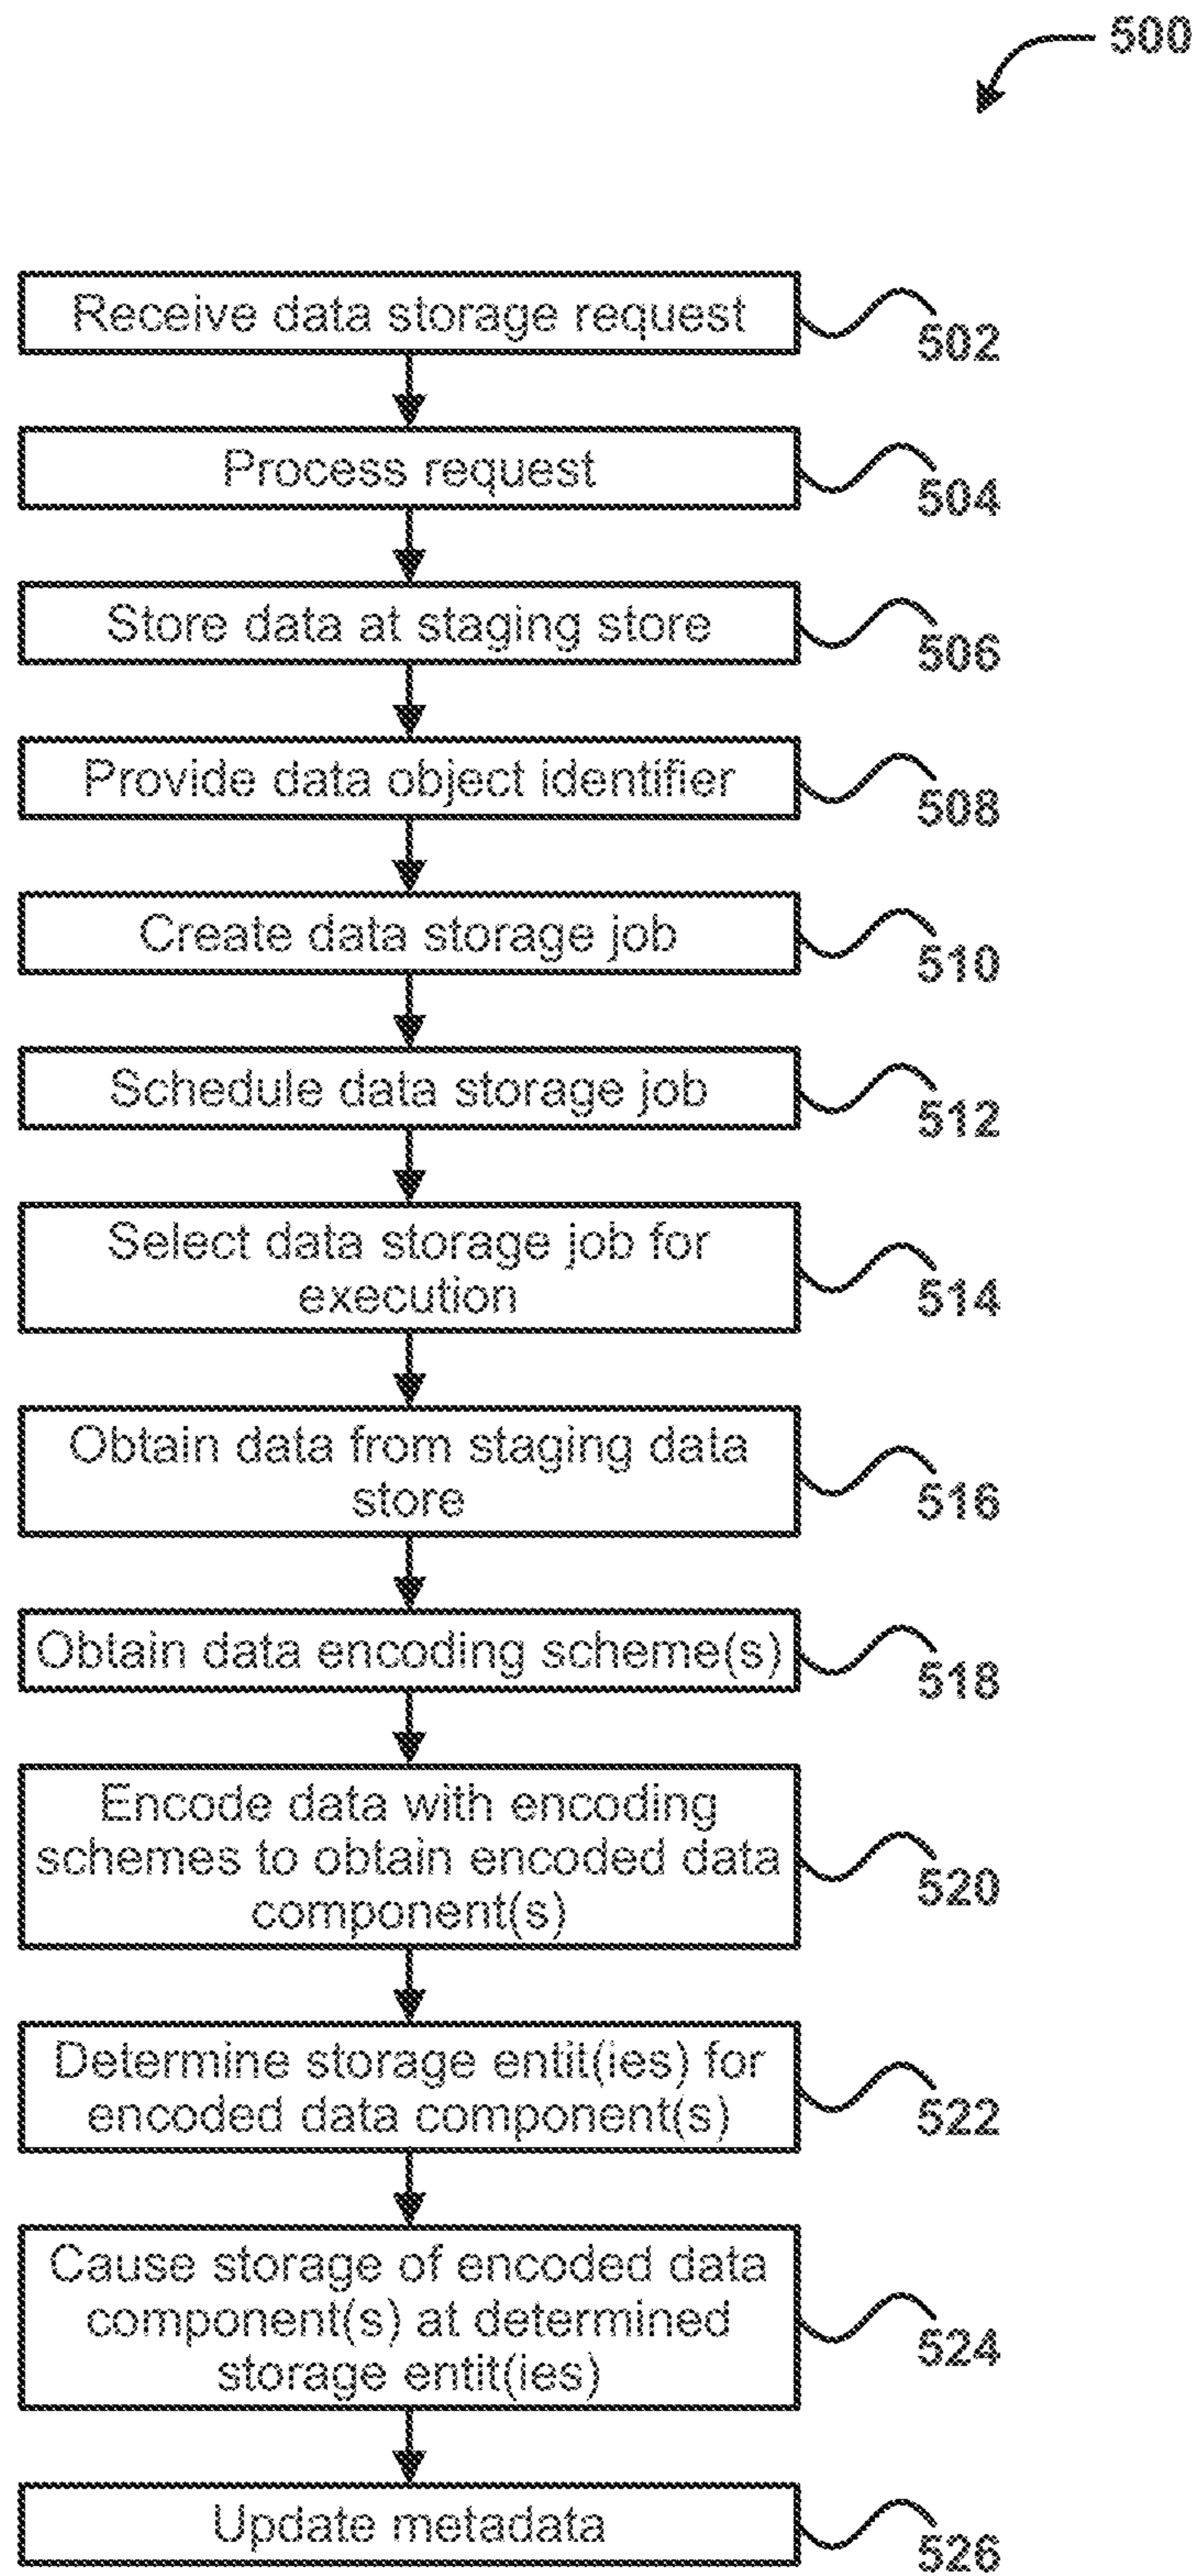 500
Receive data storage request
502
Process request
504
Store data at staging store
506
Provide data object identifier
508
Create data storage job
510
Schedule data storage job
512
Select data storage job for
execution
514
Obtain data from staging data
store
516
Obtain data encoding scheme(s)
518
Encode data with encoding
schemes to obtain encoded data
component(s)
520
Determine storage entit(ies) for
encoded data component(s)
522
Cause storage of encoded data
component(s) at determined
storage entit(ies)
524
Update metadata
526